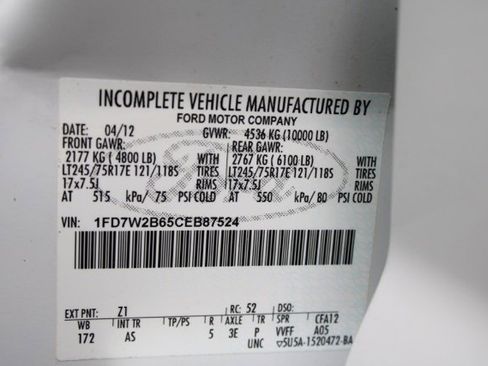 INCOMPLETE VEHICLE MANUFACTURED BY
FORD MOTOR COMPANY
DATE: 04/12 GVWR: 4536 KG (10000 LB)
FRONT GAWR: REAR GAWR:
2177 KG (4800 LB) WITH 2767 KG (6100 LB) WITH
LT245/75R17E 121/118S TIRES LT245/75R17E 121/118S TIRES
17x7.5J RIMS 17x7.5J RIMS
AT 515 kPa/ 75 PSI COLD AT 550 kPa/ 80 PSI COLD
VIN: 1FD7W2B65CEB87524
EXT PNT: Z1 RC: 52 DSO:
WB INT TR TP/PS R AXLE TR SPR CFA12
172 AS 5 3E P VVFF A05
UNC 5U5A-1520472-BA